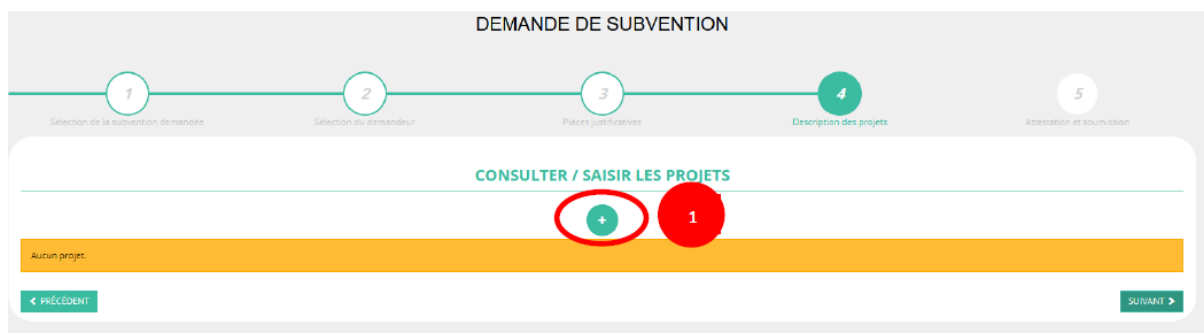 DEMANDE DE SUBVENTION
1 2 3 4 5
Sélection de la subvention demandée Sélection du demandeur Pièces justificatives Description des projets Attestation et soumission
CONSULTER / SAISIR LES PROJETS
+ 1
Aucun projet.
< PRÉCÉDENT SUIVANT >